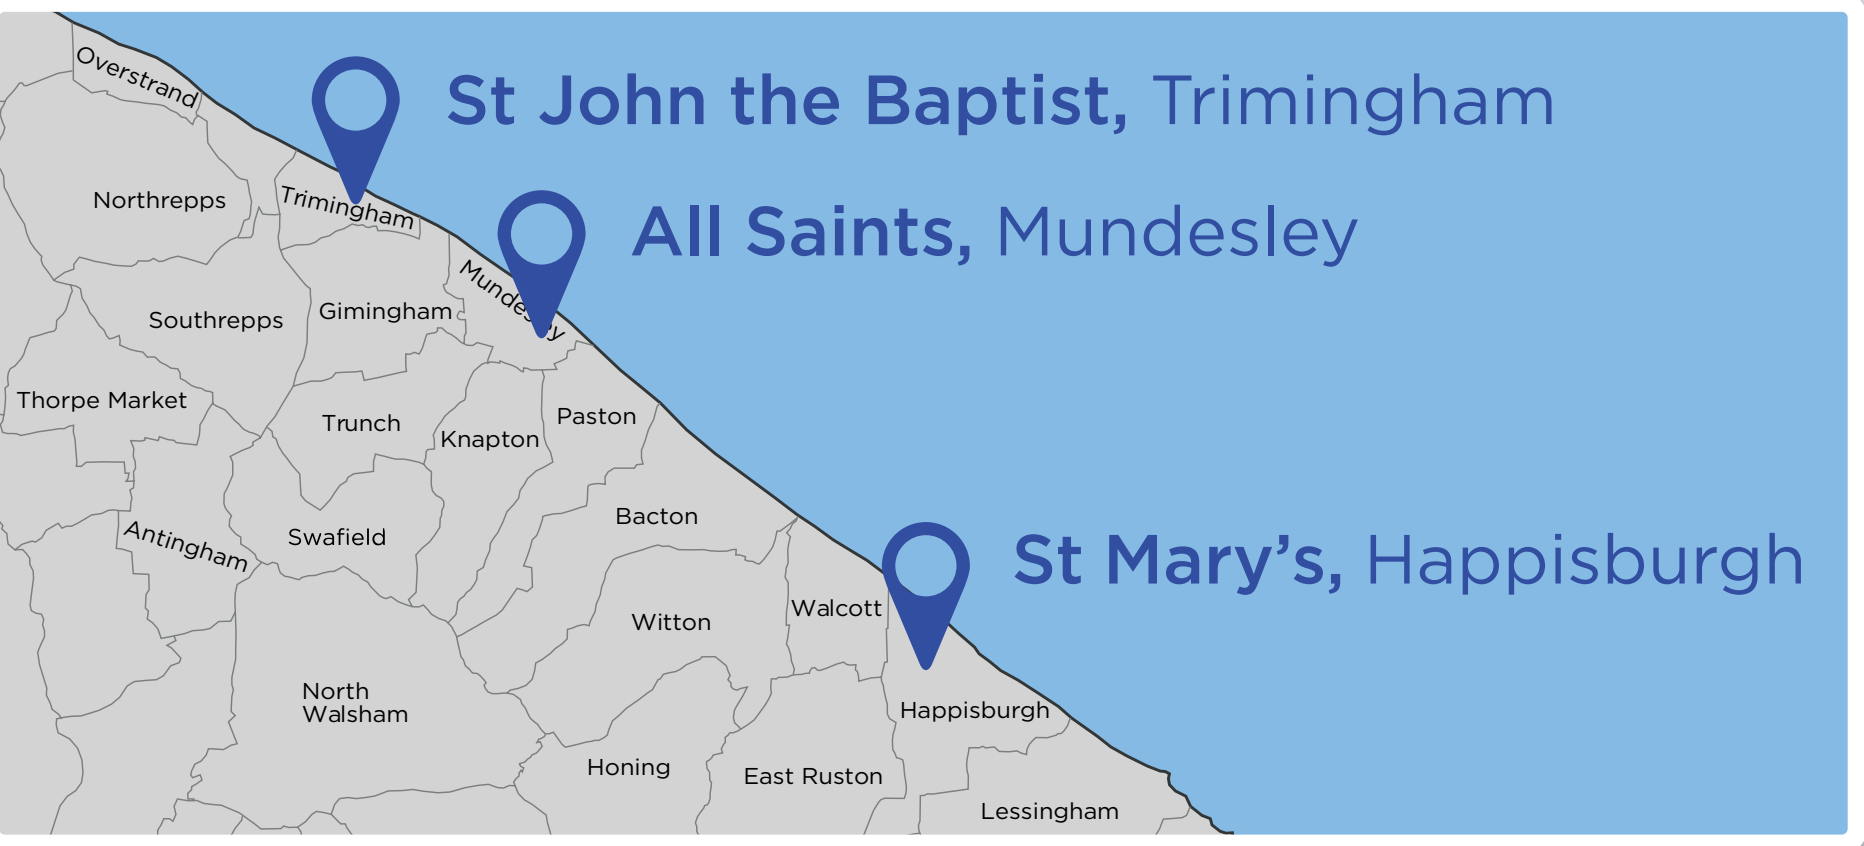 Overstrand
St John the Baptist, Trimingham
Northrepps
Trimingham
All Saints, Mundesley
Mundesley
Gimingham
Southrepps
Thorpe Market
Trunch
Knapton
Paston
Bacton
Antingham
Swafield
St Mary’s, Happisburgh
Walcott
Witton
North
Walsham
Happisburgh
Honing
East Ruston
Lessingham